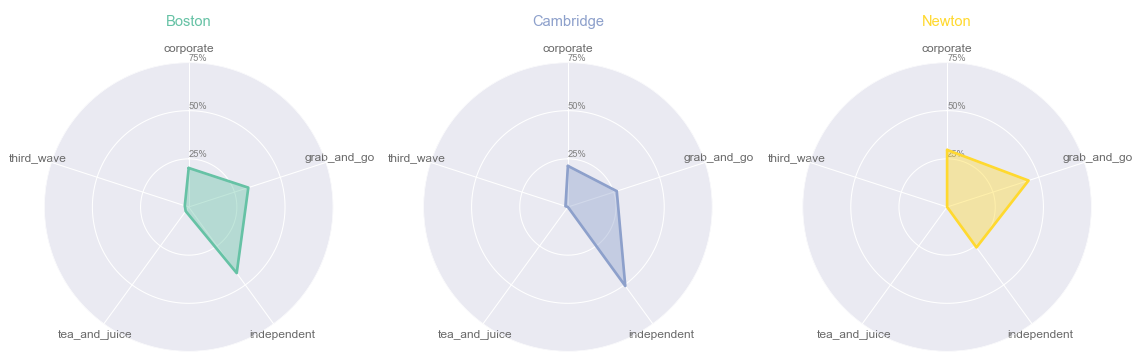 Boston
corporate
75%
50%
25%
third_wave
grab_and_go
tea_and_juice
independent
Cambridge
corporate
75%
50%
25%
third_wave
grab_and_go
tea_and_juice
independent
Newton
corporate
75%
50%
25%
third_wave
grab_and_go
tea_and_juice
independent